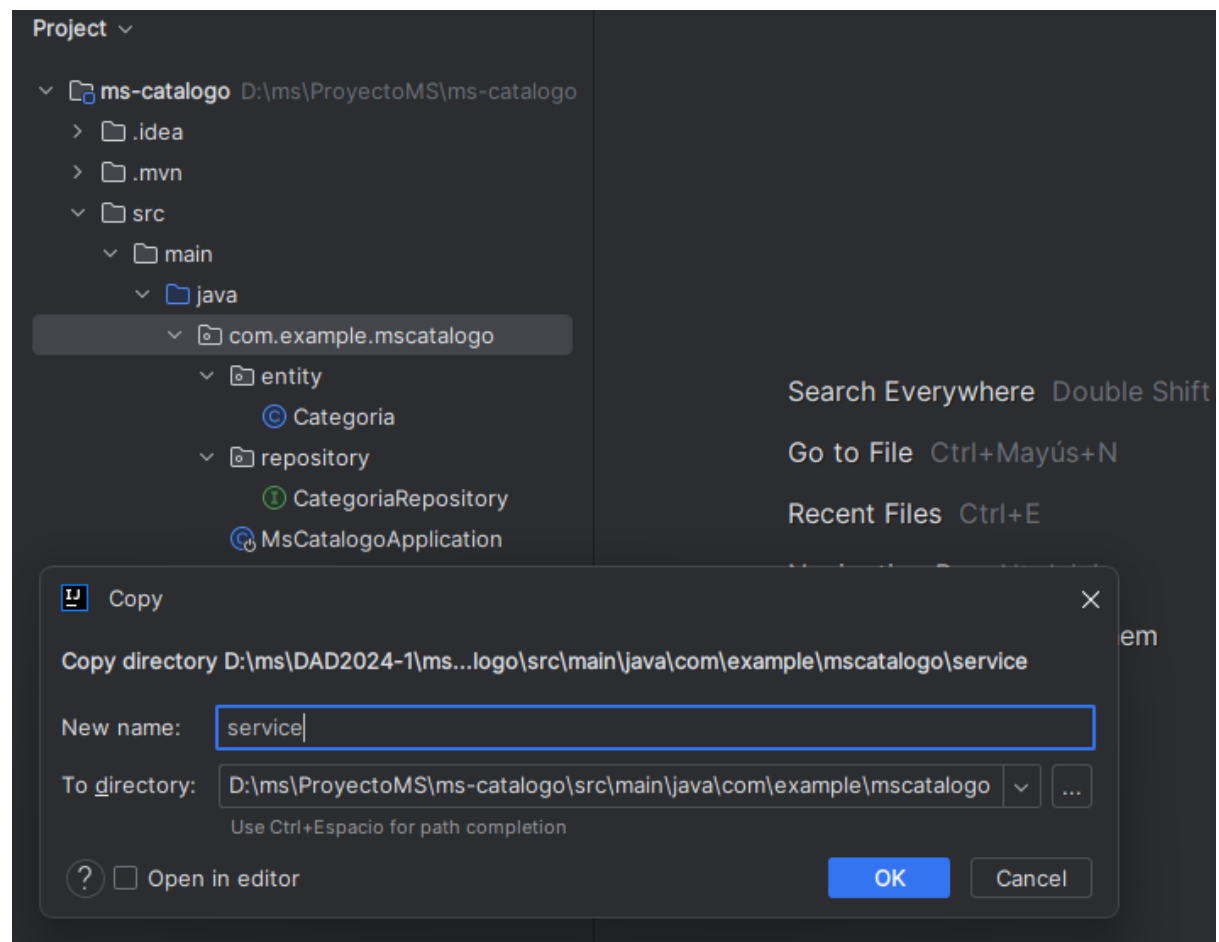 Project
ms-catalogo D:\ms\ProyectoMS\ms-catalogo
.idea
.mvn
src
main
java
com.example.mscatalogo
entity
Categoria
repository
CategoriaRepository
MsCatalogoApplication
Search Everywhere Double Shift
Go to File Ctrl+Mayús+N
Recent Files Ctrl+E
em
IJ Copy
Copy directory D:\ms\DAD2024-1\ms...logo\src\main\java\com\example\mscatalogo\service
New name: service
To directory: D:\ms\ProyectoMS\ms-catalogo\src\main\java\com\example\mscatalogo ...
Use Ctrl+Espacio for path completion
? Open in editor OK Cancel